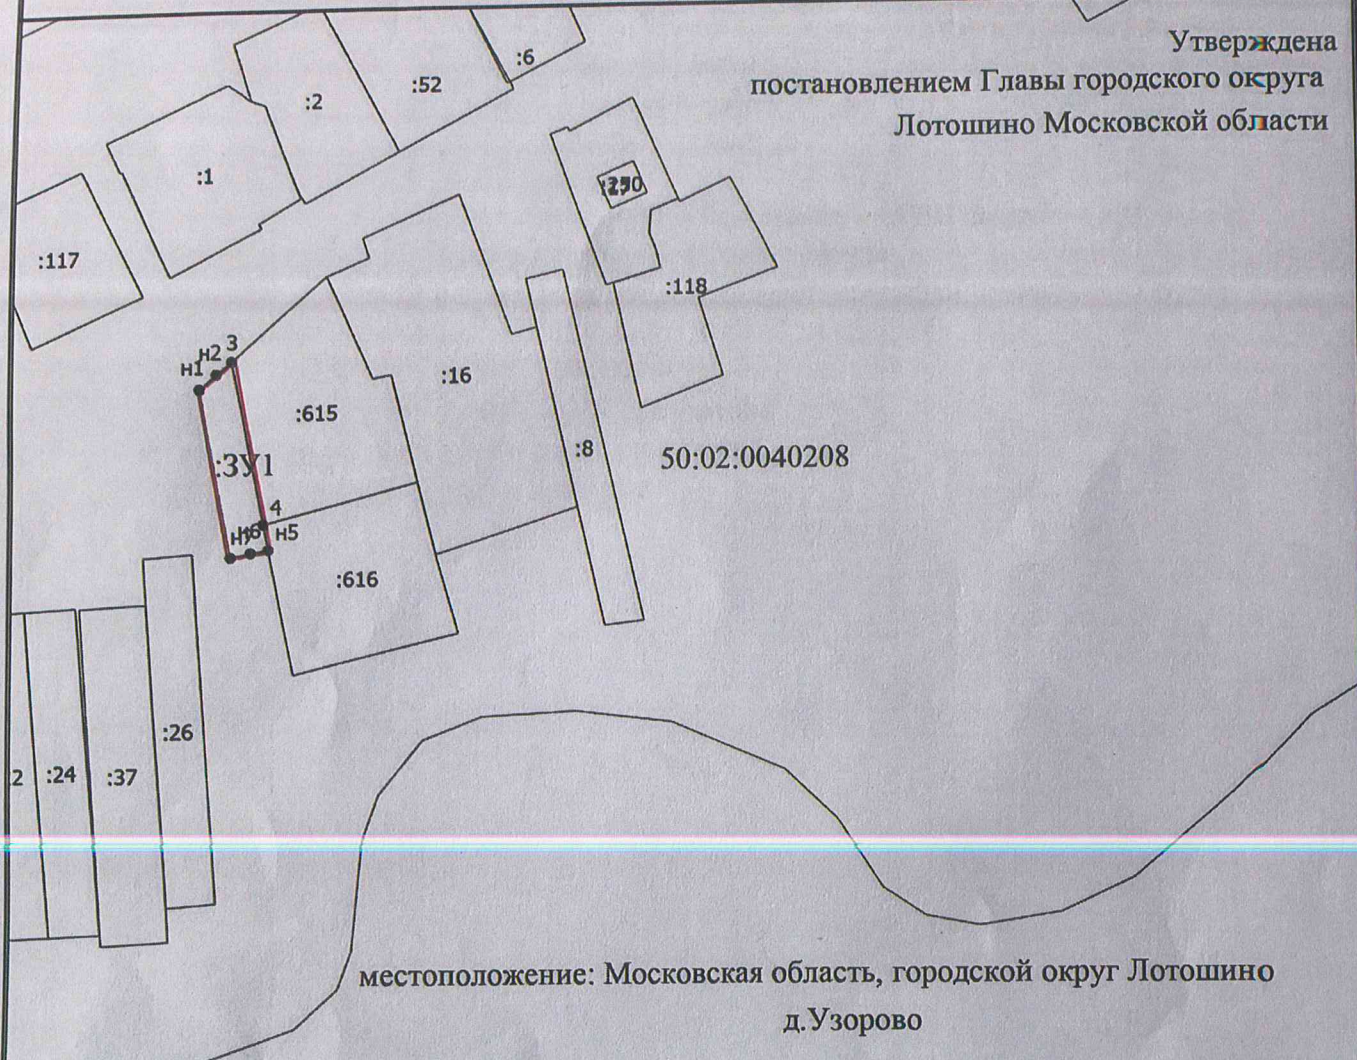 Утверждена
постановлением Главы городского округа
Лотошино Московской области
:6
:52
:2
:1
:117
:118
н2 3
н1
:16
:615
:8
50:02:0040208
:ЗУ1
4
н5
:616
:26
2 :24 :37
местоположение: Московская область, городской округ Лотошино
д.Узорово